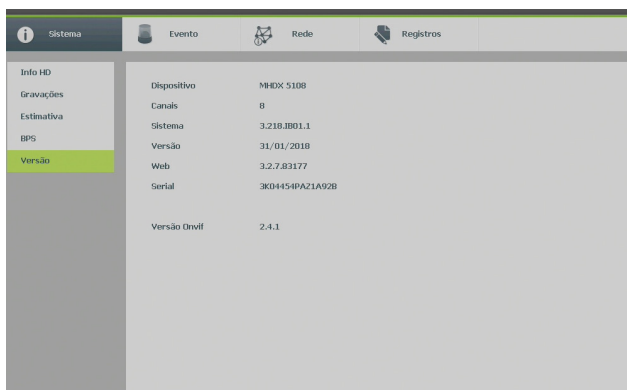 Sistema
Evento
Rede
Registros
Info HD
Gravações
Estimativa
BPS
Versão
Dispositivo MHDX 5108
Canais 8
Sistema 3.218.IB01.1
Versão 31/01/2018
Web 3.2.7.83177
Serial 3K04454PAZ1A92B
Versão Onvif 2.4.1